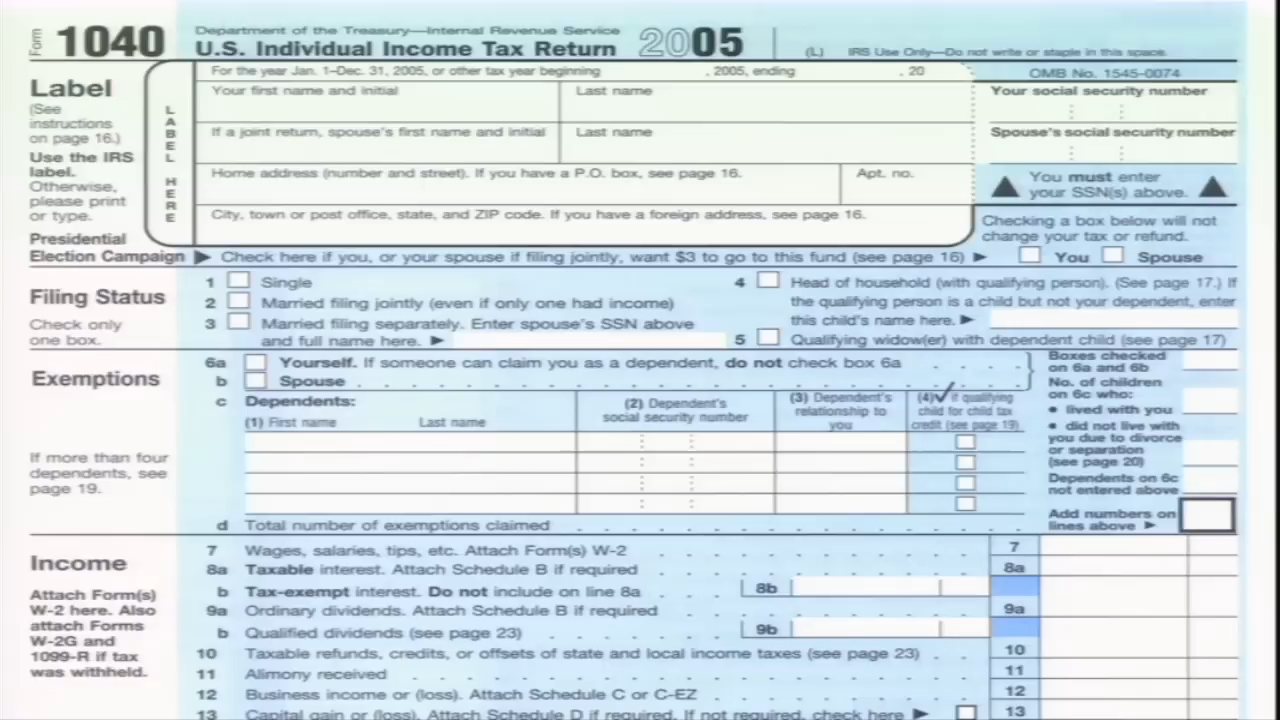 Form 1040 Department of the Treasury—Internal Revenue Service
U.S. Individual Income Tax Return 2005 (L) IRS Use Only—Do not write or staple in this space.
For the year Jan. 1–Dec. 31, 2005, or other tax year beginning , 2005, ending , 20 OMB No. 1545-0074
Label
(See
instructions
on page 16.)
Use the IRS
label.
Otherwise,
please print
or type.
LABEL HERE
Your first name and initial Last name Your social security number
If a joint return, spouse's first name and initial Last name Spouse's social security number
Home address (number and street). If you have a P.O. box, see page 16. Apt. no.
You must enter
your SSN(s) above.
City, town or post office, state, and ZIP code. If you have a foreign address, see page 16.
Checking a box below will not
change your tax or refund.
Presidential
Election Campaign ▶ Check here if you, or your spouse if filing jointly, want $3 to go to this fund (see page 16) ▶ You Spouse
Filing Status
Check only
one box.
1 Single
2 Married filing jointly (even if only one had income)
3 Married filing separately. Enter spouse's SSN above
and full name here. ▶
4 Head of household (with qualifying person). (See page 17.) If
the qualifying person is a child but not your dependent, enter
this child's name here. ▶
5 Qualifying widow(er) with dependent child (see page 17)
Exemptions
6a Yourself. If someone can claim you as a dependent, do not check box 6a
b Spouse
c Dependents:
(1) First name Last name
(2) Dependent's
social security number
(3) Dependent's
relationship to
you
(4)✓ if qualifying
child for child tax
credit (see page 19)
If more than four
dependents, see
page 19.
d Total number of exemptions claimed
Boxes checked
on 6a and 6b
No. of children
on 6c who:
• lived with you
• did not live with
you due to divorce
or separation
(see page 20)
Dependents on 6c
not entered above
Add numbers on
lines above ▶
Income
Attach Form(s)
W-2 here. Also
attach Forms
W-2G and
1099-R if tax
was withheld.
7 Wages, salaries, tips, etc. Attach Form(s) W-2 7
8a Taxable interest. Attach Schedule B if required 8a
b Tax-exempt interest. Do not include on line 8a 8b
9a Ordinary dividends. Attach Schedule B if required 9a
b Qualified dividends (see page 23) 9b
10 Taxable refunds, credits, or offsets of state and local income taxes (see page 23) 10
11 Alimony received 11
12 Business income or (loss). Attach Schedule C or C-EZ 12
13 Capital gain or (loss). Attach Schedule D if required. If not required, check here ▶ 13